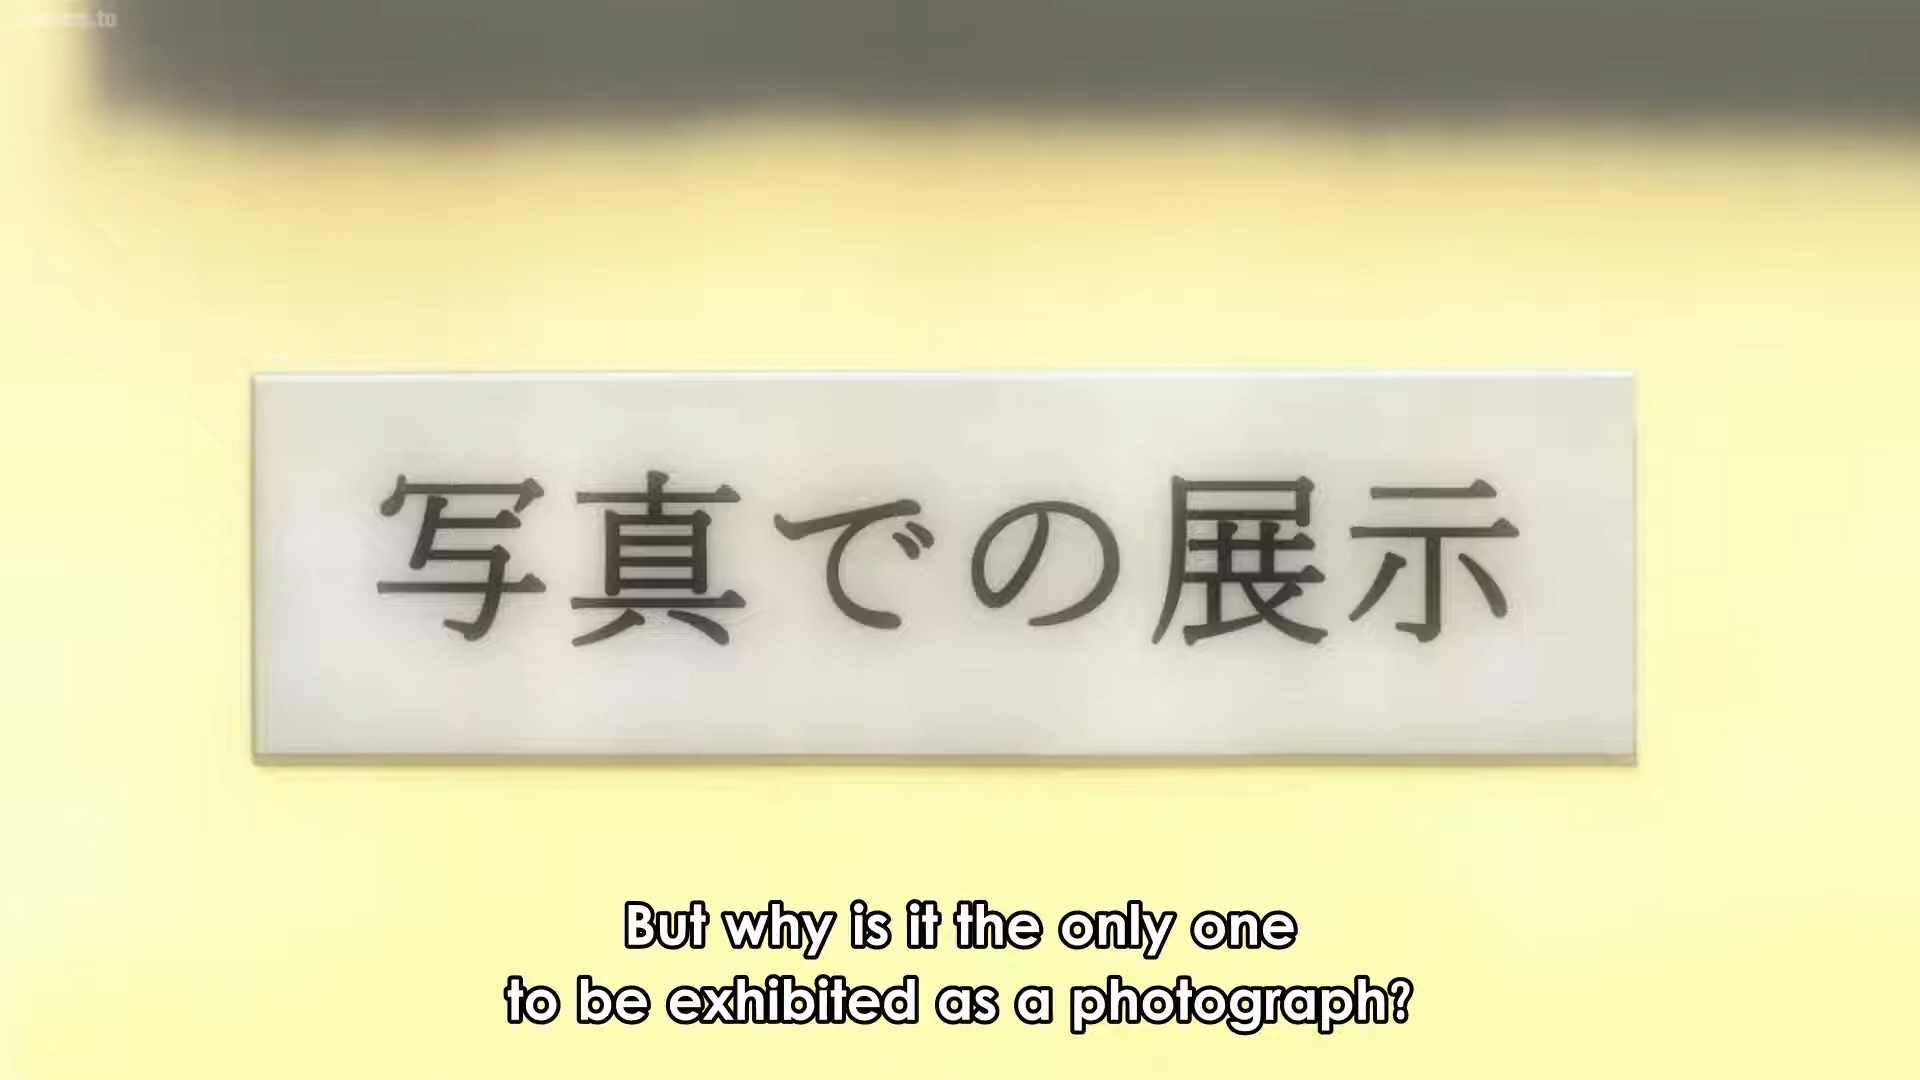 写真での展示
But why is it the only one
to be exhibited as a photograph?